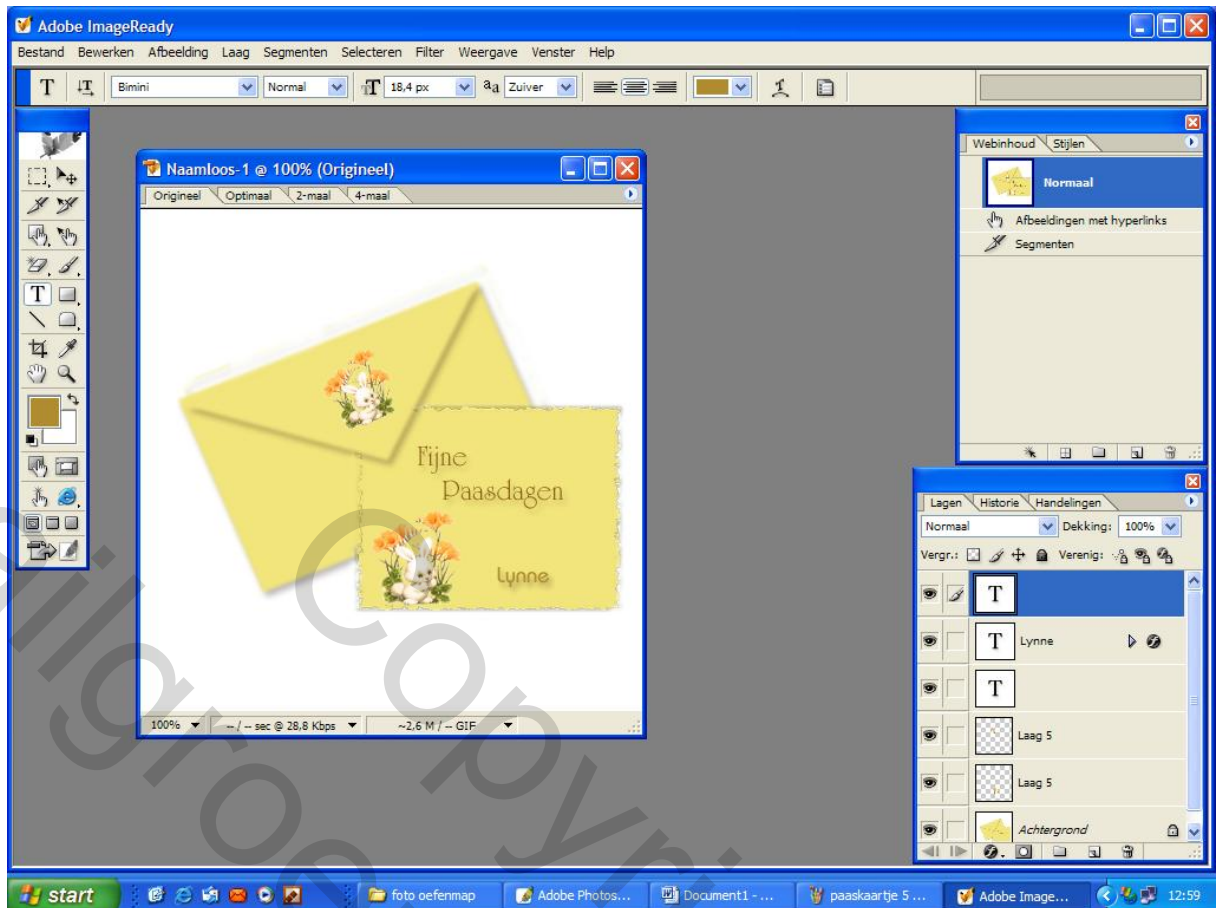 Adobe ImageReady
Bestand Bewerken Afbeelding Laag Segmenten Selecteren Filter Weergave Venster Help
T T Bimini Normal T 18,4 px aa Zuiver
Naamloos-1 @ 100% (Origineel)
Origineel Optimaal 2-maal 4-maal
Fijne
Paasdagen
Lynne
100% -- / -- sec @ 28,8 Kbps ~2,6 M / -- GIF
T
Webinhoud Stijlen
Normaal
Afbeeldingen met hyperlinks
Segmenten
Lagen Historie Handelingen
Normaal Dekking: 100%
Vergr.: Verenig:
T
T Lynne
T
Laag 5
Laag 5
Achtergrond
start foto oefenmap Adobe Photos... Document1 - ... paaskaartje 5 ... Adobe Image... 12:59